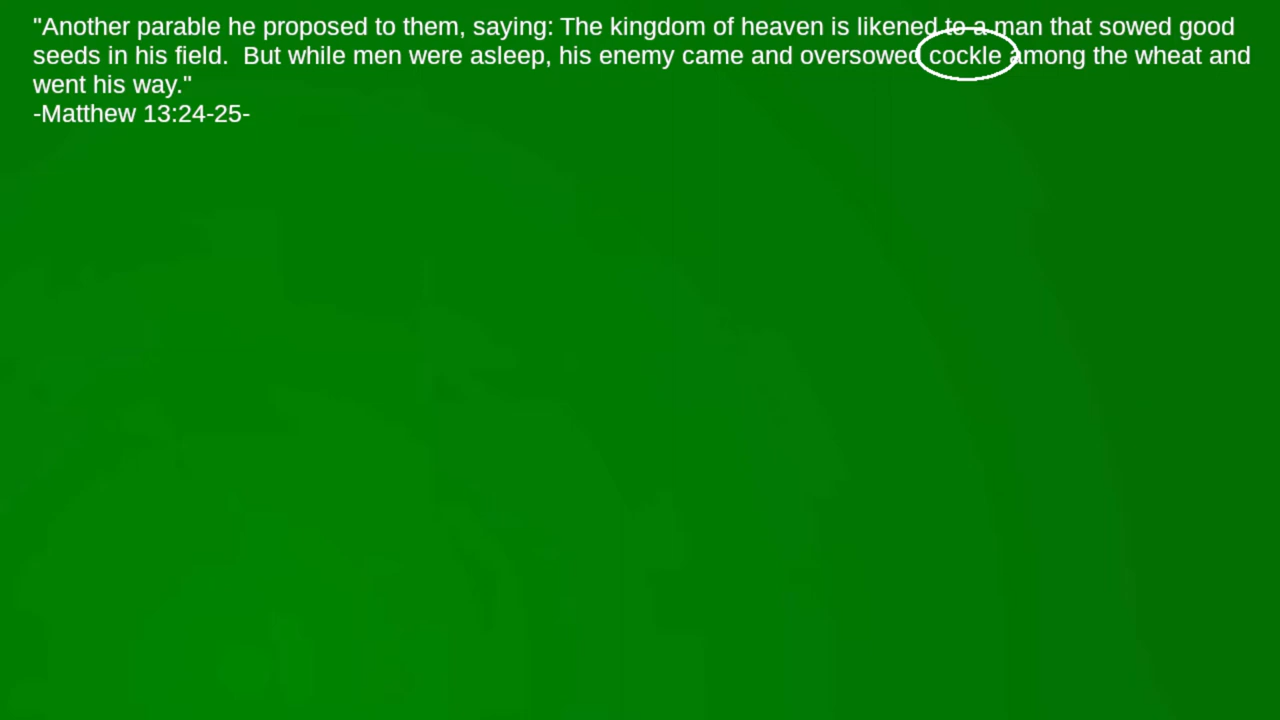 "Another parable he proposed to them, saying: The kingdom of heaven is likened to a man that sowed good
seeds in his field.  But while men were asleep, his enemy came and oversowed cockle among the wheat and
went his way."
-Matthew 13:24-25-